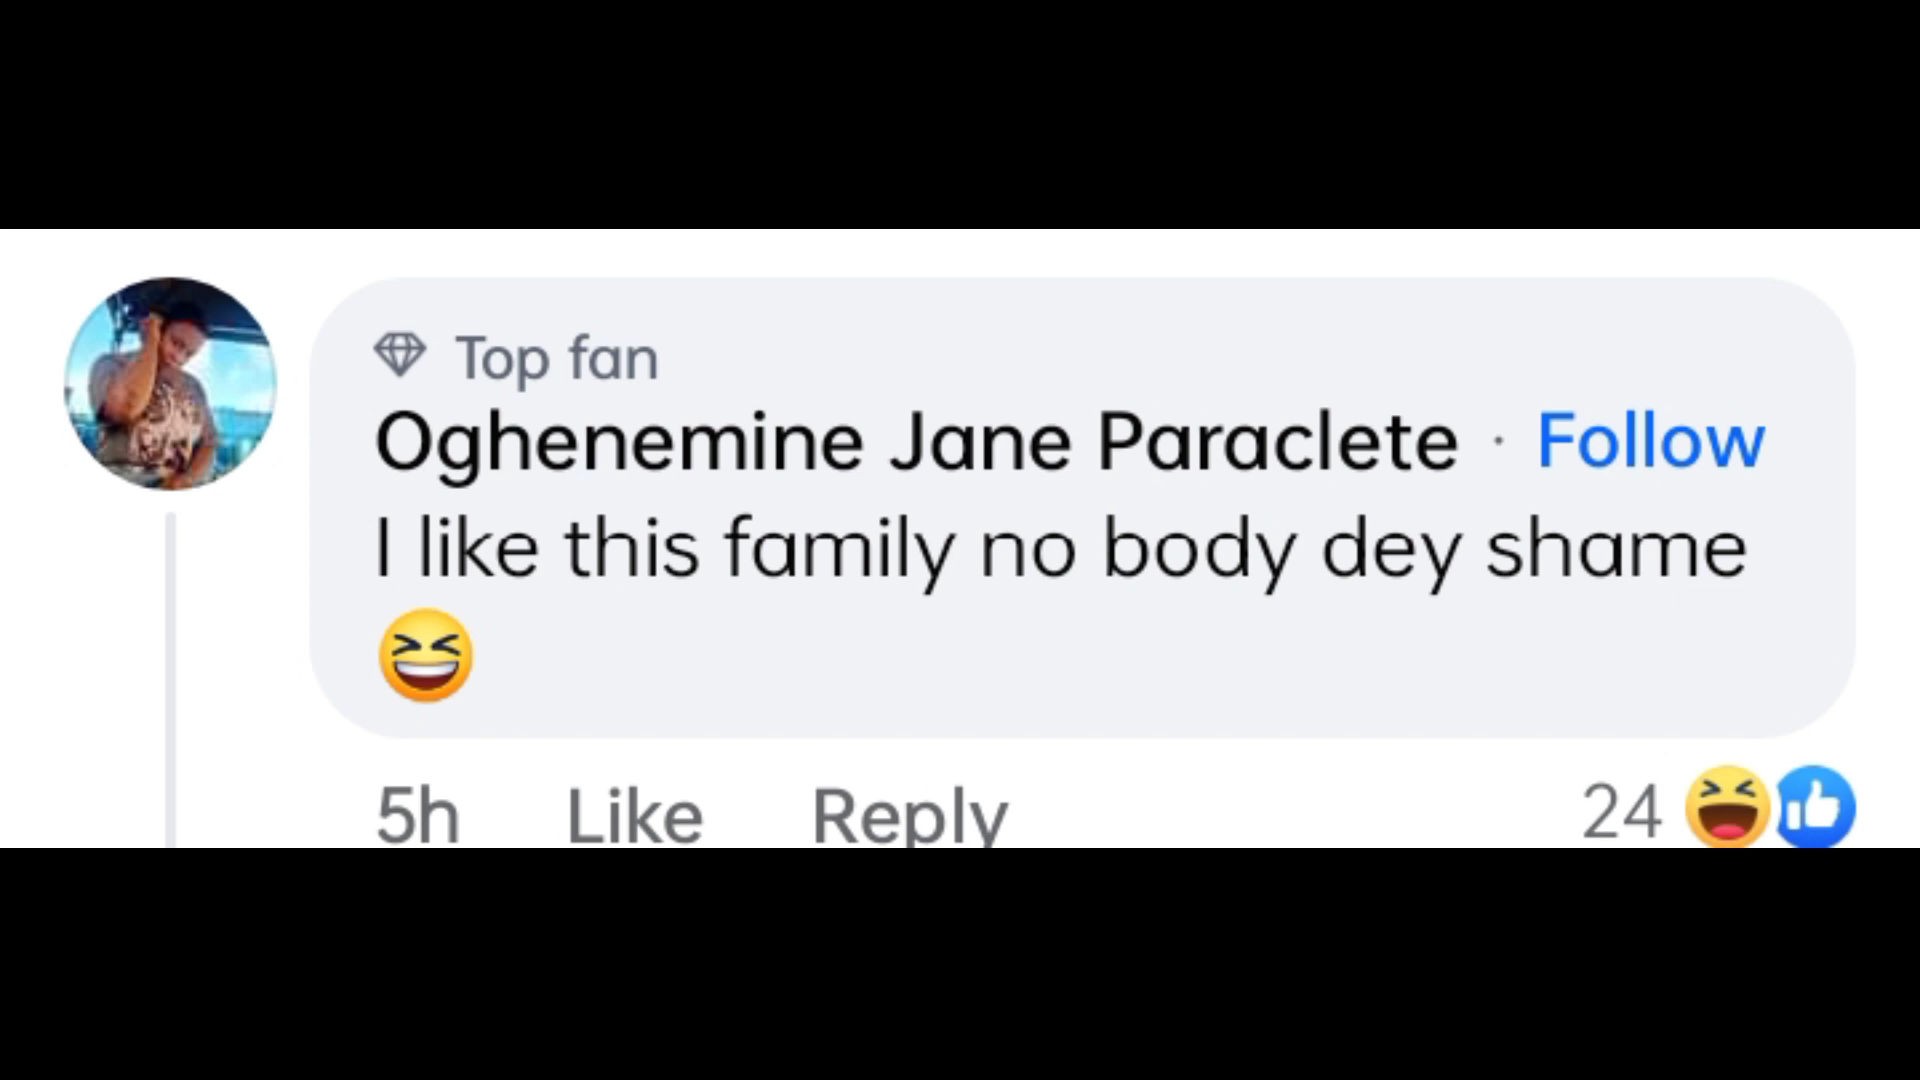 Top fan
Oghenemine Jane Paraclete · Follow
I like this family no body dey shame
😆
5h Like Reply 24